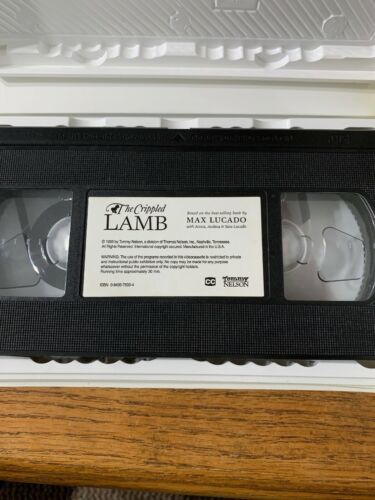 The Crippled
LAMB
Based on the best-selling book by
MAX LUCADO
with Jenna, Andrea & Sara Lucado
by Tommy Nelson, a division of Thomas Nelson, Inc., Nashville, Tennessee.
All Rights Reserved. International copyright secured. Manufactured in the U.S.A.
WARNING: The use of the programs recorded in this videocassette is restricted to private
and instructional public exhibition only. No copy may be made for any purpose
whatsoever without the permission of the copyright holders.
Running time approximately 30 min.
ISBN
CC
Tommy
NELSON